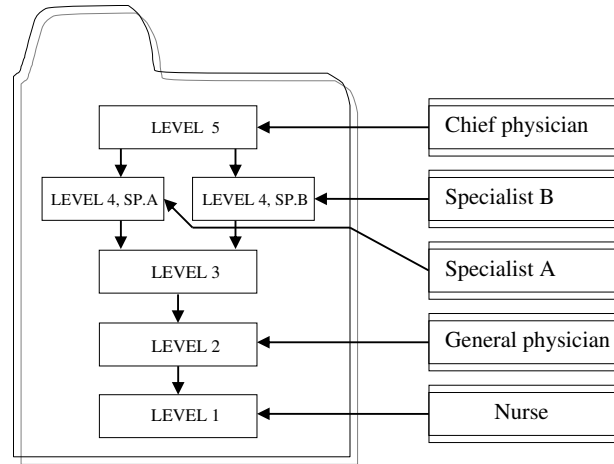 LEVEL 5
Chief physician
LEVEL 4, SP.A
LEVEL 4, SP.B
Specialist B
LEVEL 3
Specialist A
LEVEL 2
General physician
LEVEL 1
Nurse